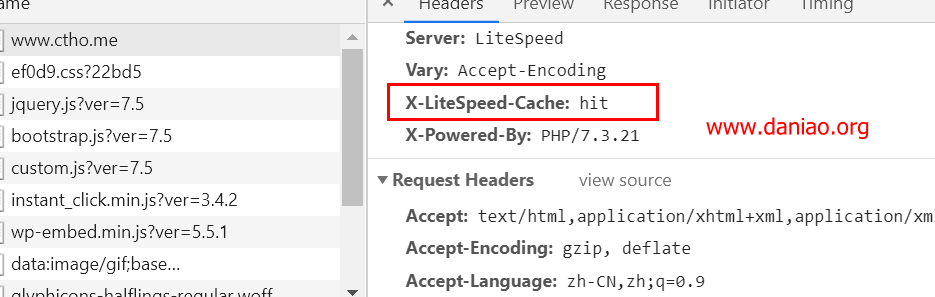 ame
www.ctho.me
ef0d9.css?22bd5
jquery.js?ver=7.5
bootstrap.js?ver=7.5
custom.js?ver=7.5
instant_click.min.js?ver=3.4.2
wp-embed.min.js?ver=5.5.1
data:image/gif;base...
glyphicons-halflings-regular.woff
× Headers Preview Response Initiator Timing
Server: LiteSpeed
Vary: Accept-Encoding
X-LiteSpeed-Cache: hit
X-Powered-By: PHP/7.3.21
www.daniao.org
Request Headers view source
Accept: text/html,application/xhtml+xml,application/xml
Accept-Encoding: gzip, deflate
Accept-Language: zh-CN,zh;q=0.9